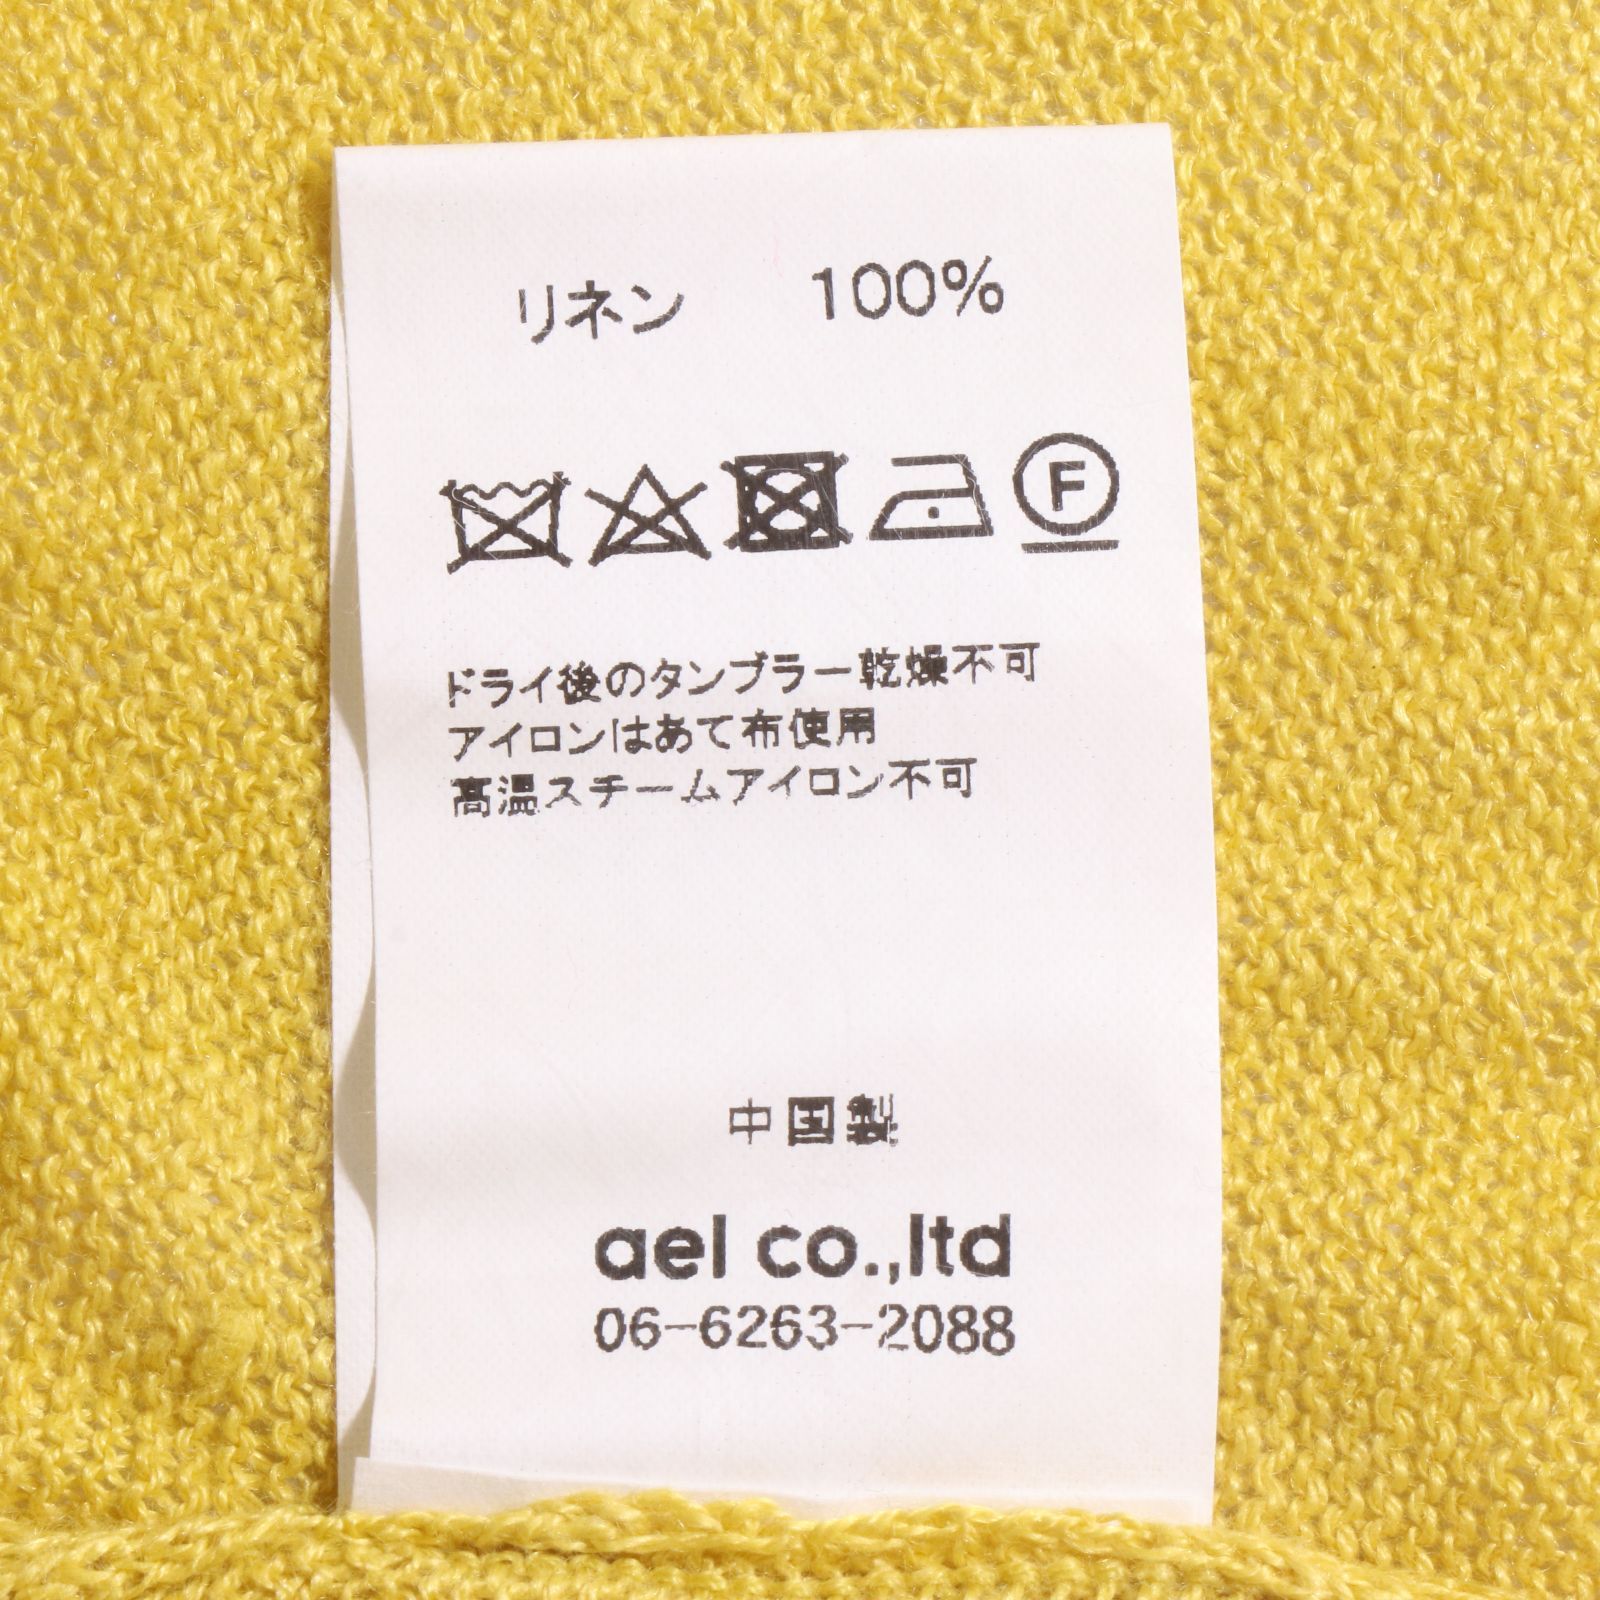 リネン 100%
F
ドライ後のタンブラー乾燥不可
アイロンはあて布使用
高温スチームアイロン不可
中国製
ael co.,ltd
06-6263-2088